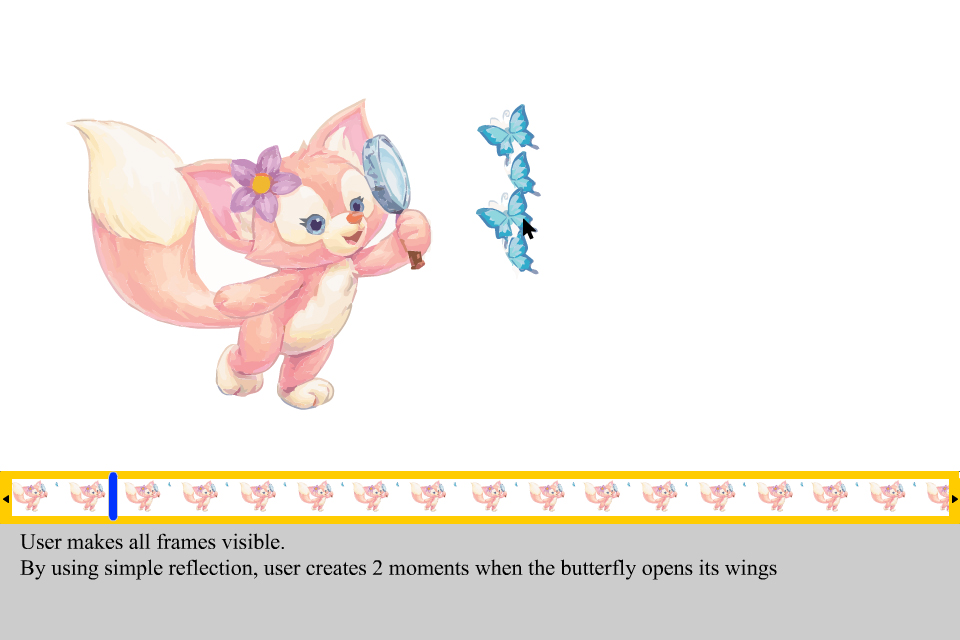 User makes all frames visible.
By using simple reflection, user creates 2 moments when the butterfly opens its wings